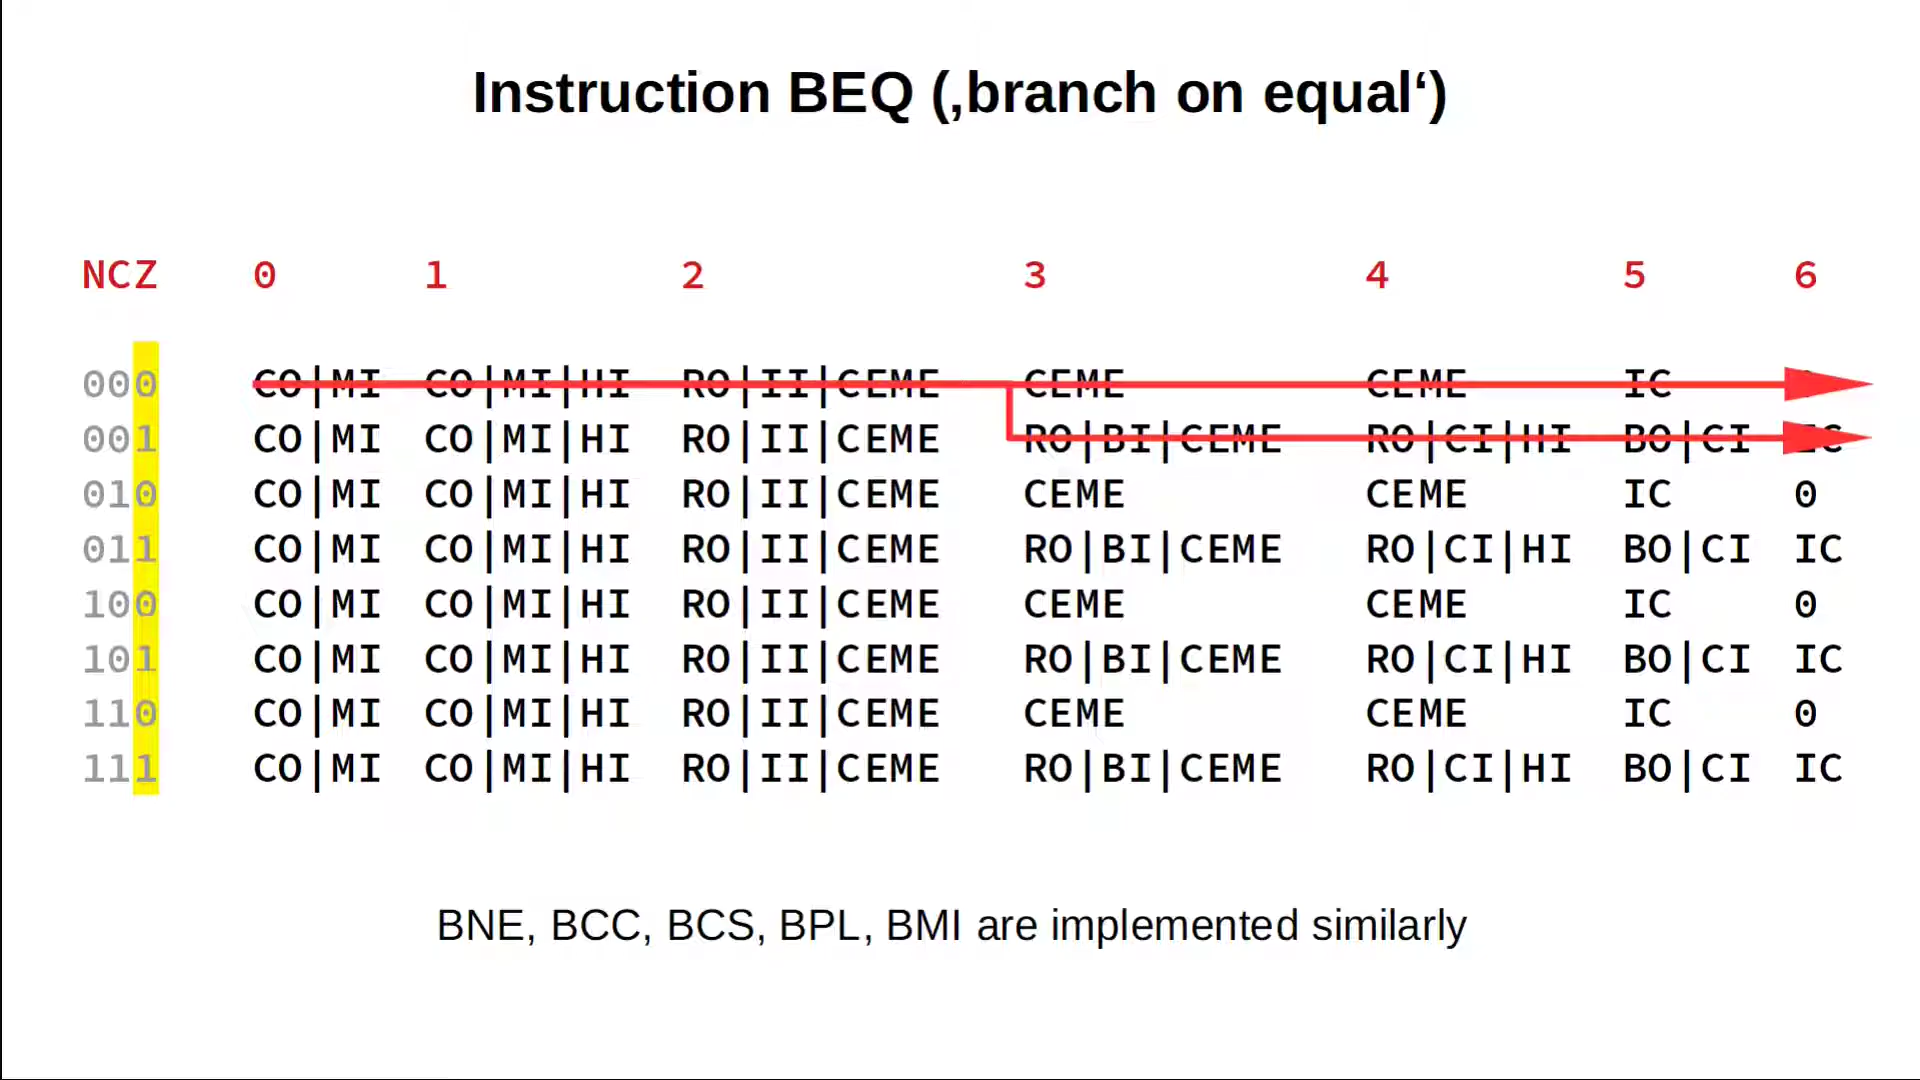 Instruction BEQ (‚branch on equal‘)
NCZ 0 1 2 3 4 5 6
000 CO|MI CO|MI|HI RO|II|CEME CEME CEME IC
001 CO|MI CO|MI|HI RO|II|CEME RO|BI|CEME RO|CI|HI BO|CI IC
010 CO|MI CO|MI|HI RO|II|CEME CEME CEME IC 0
011 CO|MI CO|MI|HI RO|II|CEME RO|BI|CEME RO|CI|HI BO|CI IC
100 CO|MI CO|MI|HI RO|II|CEME CEME CEME IC 0
101 CO|MI CO|MI|HI RO|II|CEME RO|BI|CEME RO|CI|HI BO|CI IC
110 CO|MI CO|MI|HI RO|II|CEME CEME CEME IC 0
111 CO|MI CO|MI|HI RO|II|CEME RO|BI|CEME RO|CI|HI BO|CI IC
BNE, BCC, BCS, BPL, BMI are implemented similarly